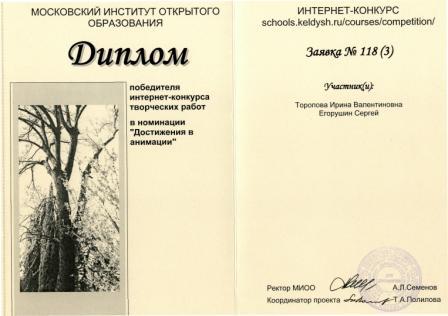 МОСКОВСКИЙ ИНСТИТУТ ОТКРЫТОГО
ОБРАЗОВАНИЯ
Диплом
победителя
интернет-конкурса
творческих работ
в номинации
"Достижения в
анимации"
ИНТЕРНЕТ-КОНКУРС
schools.keldysh.ru/courses/competition/
Заявка № 118 (3)
Участник(и):
Торопова Ирина Валентиновна
Егорушин Сергей
Ректор МИОО А.Л.Семенов
Координатор проекта Т.А.Полилова